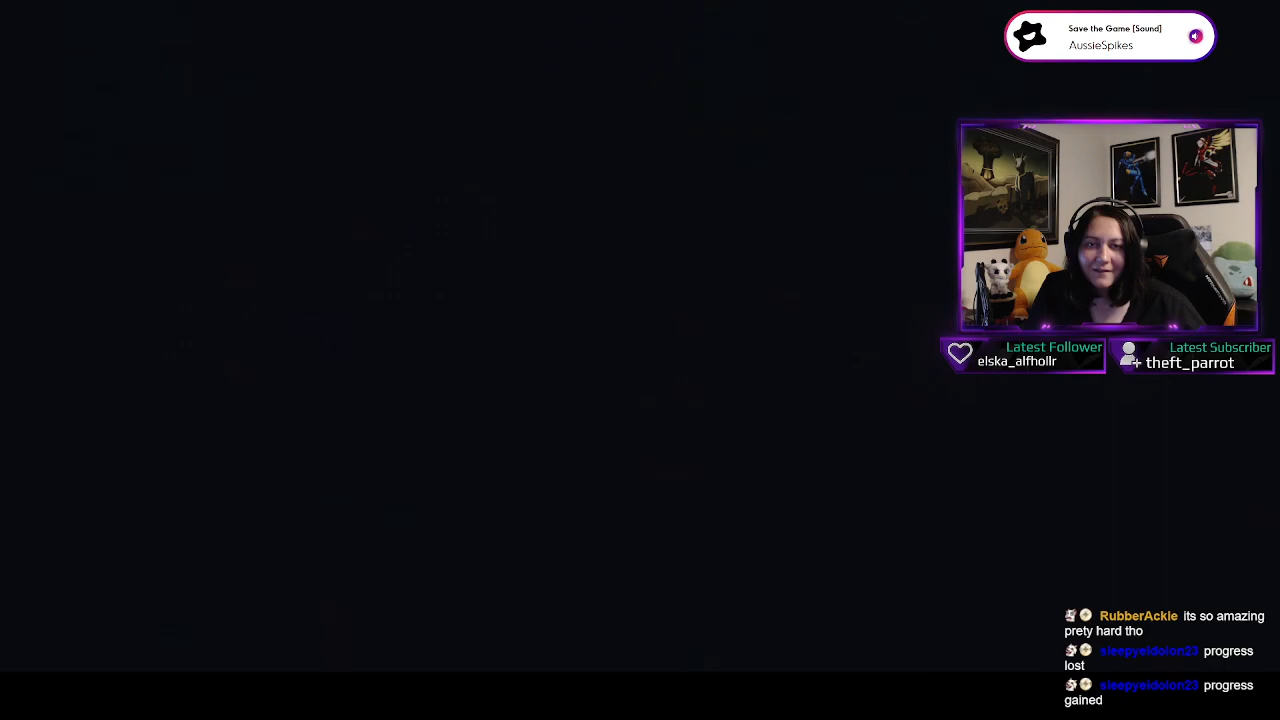 Save the Game [Sound]
AussieSpikes
Latest Follower
elska_alfhollr
Latest Subscriber
theft_parrot
RubberAckle its so amazing
prety hard tho
sleepyeidolon23 progress
lost
sleepyeidolon23 progress
gained